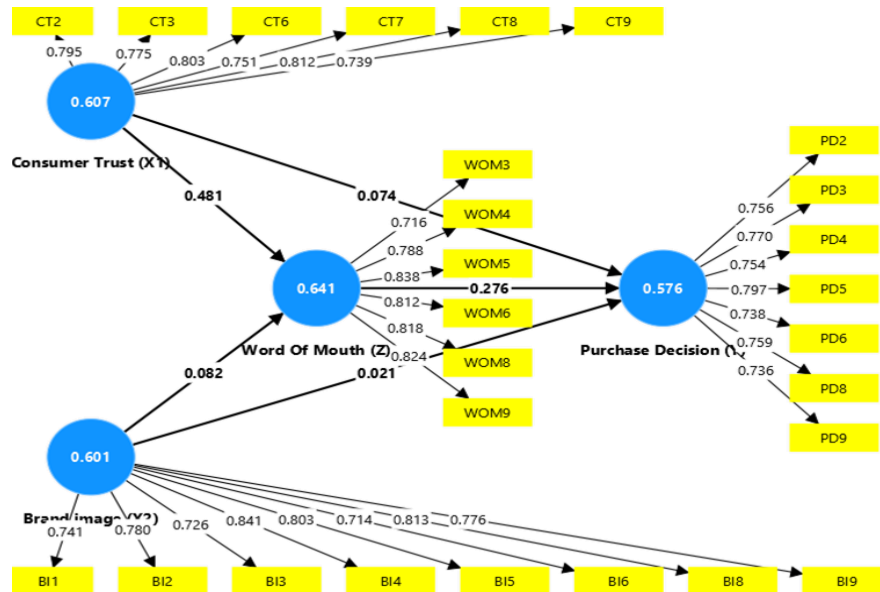 CT2 CT3 CT6 CT7 CT8 CT9
0.795 0.775 0.803 0.751 0.812 0.739
0.607
Consumer Trust (X1)
0.481 0.074
WOM3
WOM4
WOM5
WOM6
WOM8
WOM9
0.716
0.788
0.838
0.812
0.818
0.824
0.641
Word Of Mouth (Z)
0.276
0.576
Purchase Decision (
PD2
PD3
PD4
PD5
PD6
PD8
PD9
0.756
0.770
0.754
0.797
0.738
0.759
0.736
0.082 0.021
0.601
Brand image (X2)
0.741 0.780 0.726 0.841 0.803 0.714 0.813 0.776
BI1 BI2 BI3 BI4 BI5 BI6 BI8 BI9